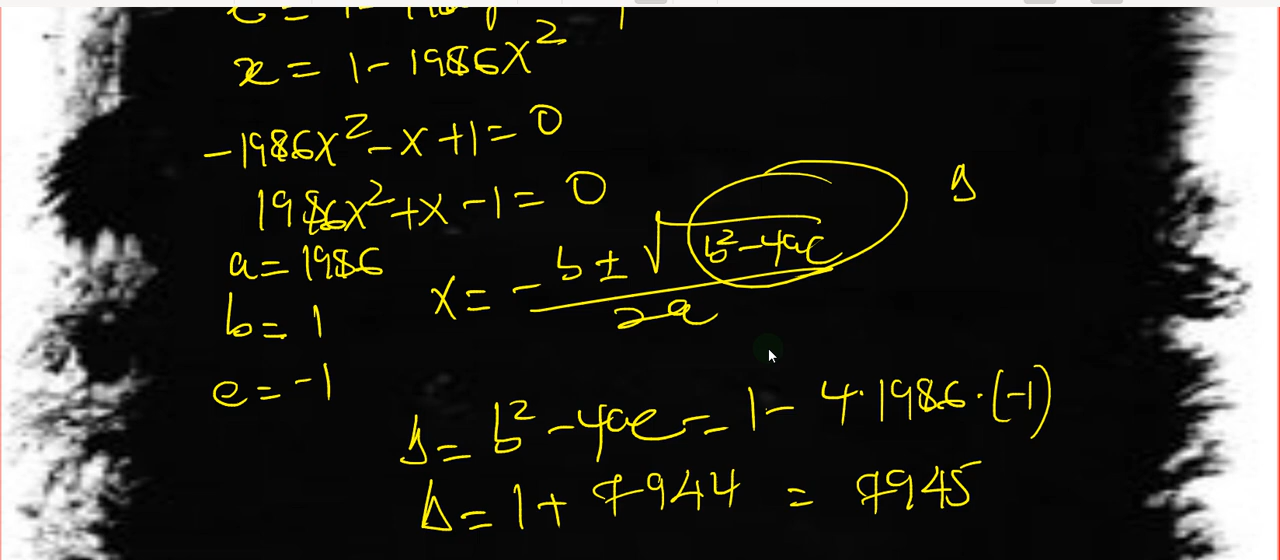 x = 1 - 1986x²
-1986x² - x + 1 = 0
1986x² + x - 1 = 0
a = 1986
b = 1
c = -1
x = -b ± √b² - 4ac / 2a
Δ
Δ = b² - 4ac = 1 - 4·1986·(-1)
Δ = 1 + 7944 = 7945